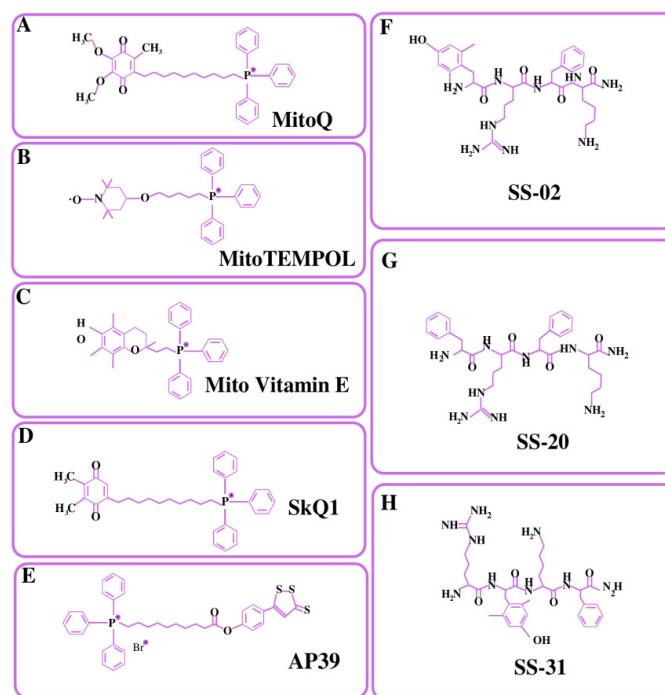 A
H₃C
O
O CH₃
O
O
H₃C
P*
MitoQ
B
·O N
O
P*
MitoTEMPOL
C
H
O
O
P*
Mito Vitamin E
D
O
H₃C
H₃C
O
P*
SkQ1
E
S S
S
P*
O
O
Br*
AP39
F
HO
H₂N
O
H
N
O
H
N
O
HN
O
NH₂
HN
H₂N NH
NH₂
SS-02
G
H₂N
O
H
N
O
H
N
O
HN
O
NH₂
HN
H₂N NH
NH₂
SS-20
H
NH₂
NH
NH
H₂N
H₂N
O
H
N
O
H
N
O
H
N
O
N₂H
OH
SS-31